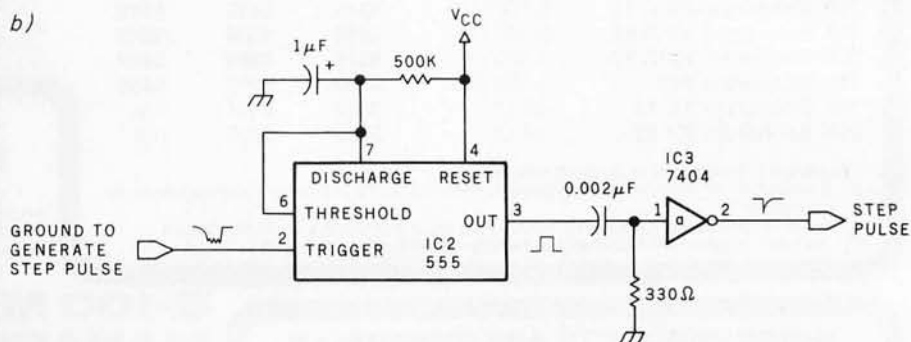 b)
VCC
1µF
+
500K
7
4
DISCHARGE
RESET
6
THRESHOLD
OUT
3
0.002µF
IC3
7404
1
a
2
GROUND TO
GENERATE
STEP PULSE
2
TRIGGER
IC2
555
STEP
PULSE
330Ω